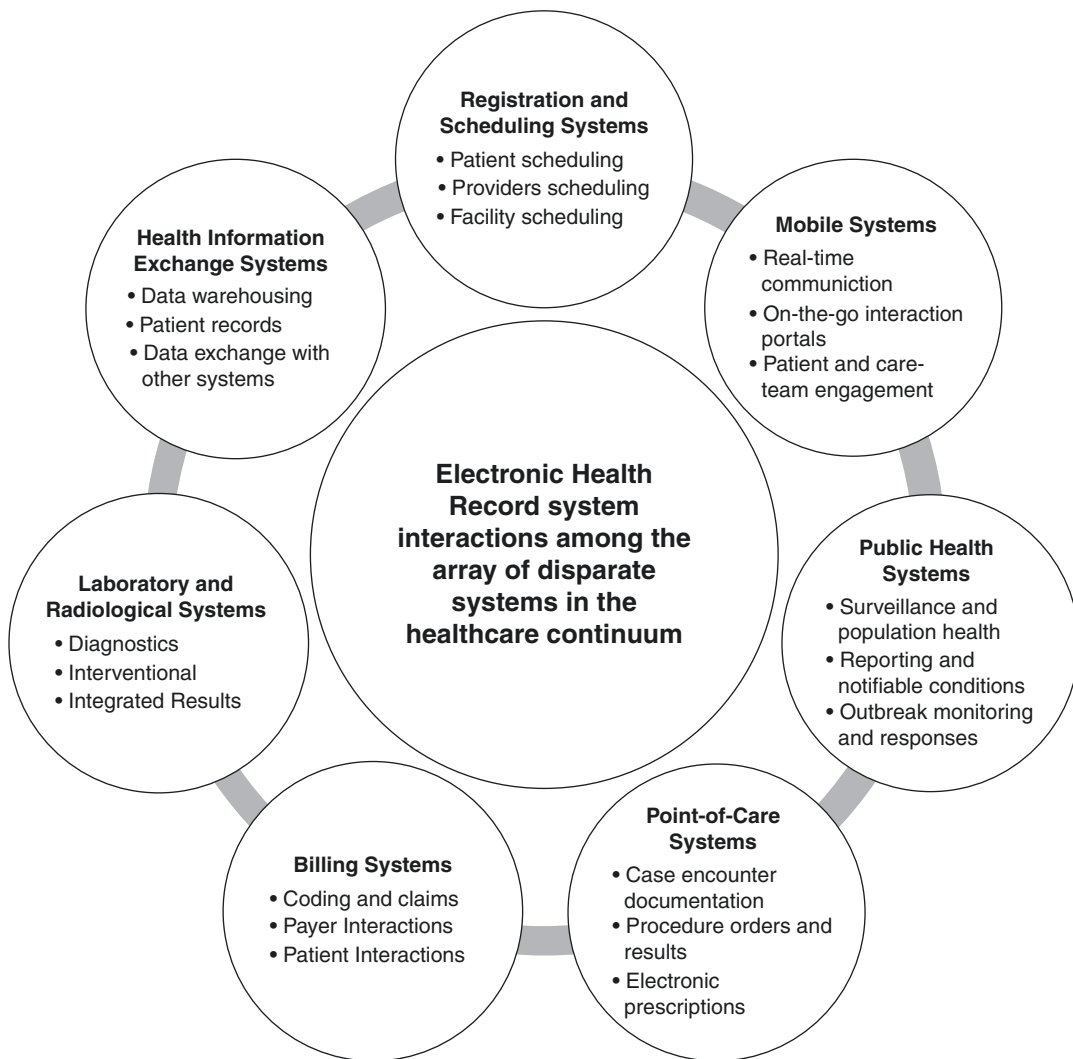 Registration and
Scheduling Systems
• Patient scheduling
• Providers scheduling
• Facility scheduling
Mobile Systems
• Real-time
communiction
• On-the-go interaction
portals
• Patient and care-
team engagement
Public Health
Systems
• Surveillance and
population health
• Reporting and
notifiable conditions
• Outbreak monitoring
and responses
Point-of-Care
Systems
• Case encounter
documentation
• Procedure orders and
results
• Electronic
prescriptions
Billing Systems
• Coding and claims
• Payer Interactions
• Patient Interactions
Laboratory and
Radiological Systems
• Diagnostics
• Interventional
• Integrated Results
Health Information
Exchange Systems
• Data warehousing
• Patient records
• Data exchange with
other systems
Electronic Health
Record system
interactions among the
array of disparate
systems in the
healthcare continuum